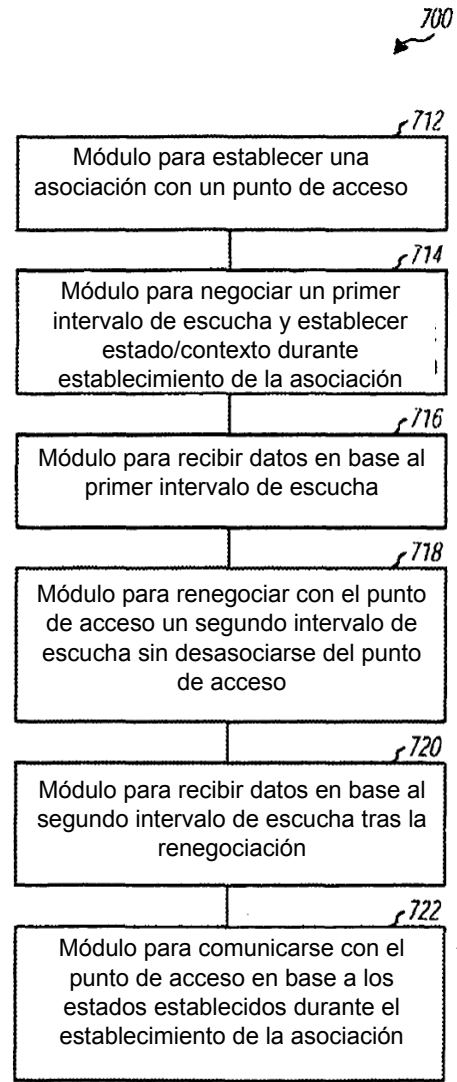 700
712
Módulo para establecer una
asociación con un punto de acceso
714
Módulo para negociar un primer
intervalo de escucha y establecer
estado/contexto durante
establecimiento de la asociación
716
Módulo para recibir datos en base al
primer intervalo de escucha
718
Módulo para renegociar con el punto
de acceso un segundo intervalo de
escucha sin desasociarse del punto
de acceso
720
Módulo para recibir datos en base al
segundo intervalo de escucha tras la
renegociación
722
Módulo para comunicarse con el
punto de acceso en base a los
estados establecidos durante el
establecimiento de la asociación